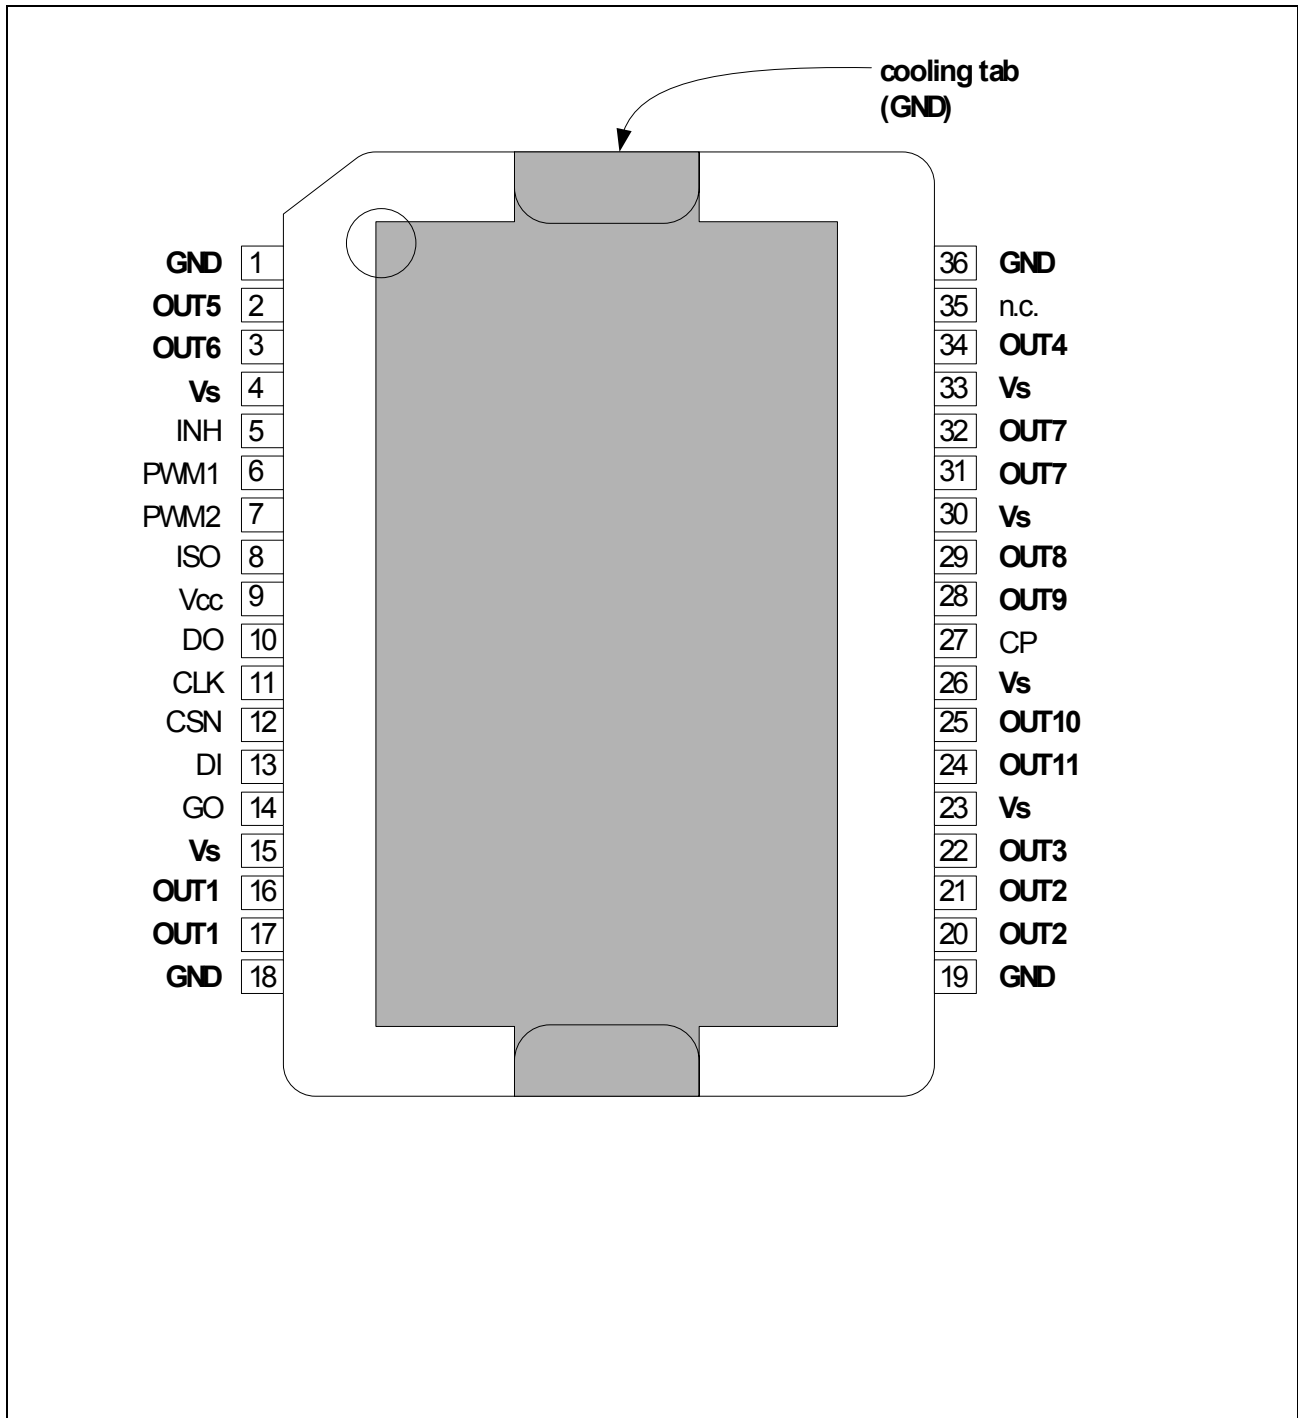 cooling tab
(GND)
GND 1
OUT5 2
OUT6 3
Vs 4
INH 5
PWM1 6
PWM2 7
ISO 8
Vcc 9
DO 10
CLK 11
CSN 12
DI 13
GO 14
Vs 15
OUT1 16
OUT1 17
GND 18
36 GND
35 n.c.
34 OUT4
33 Vs
32 OUT7
31 OUT7
30 Vs
29 OUT8
28 OUT9
27 CP
26 Vs
25 OUT10
24 OUT11
23 Vs
22 OUT3
21 OUT2
20 OUT2
19 GND